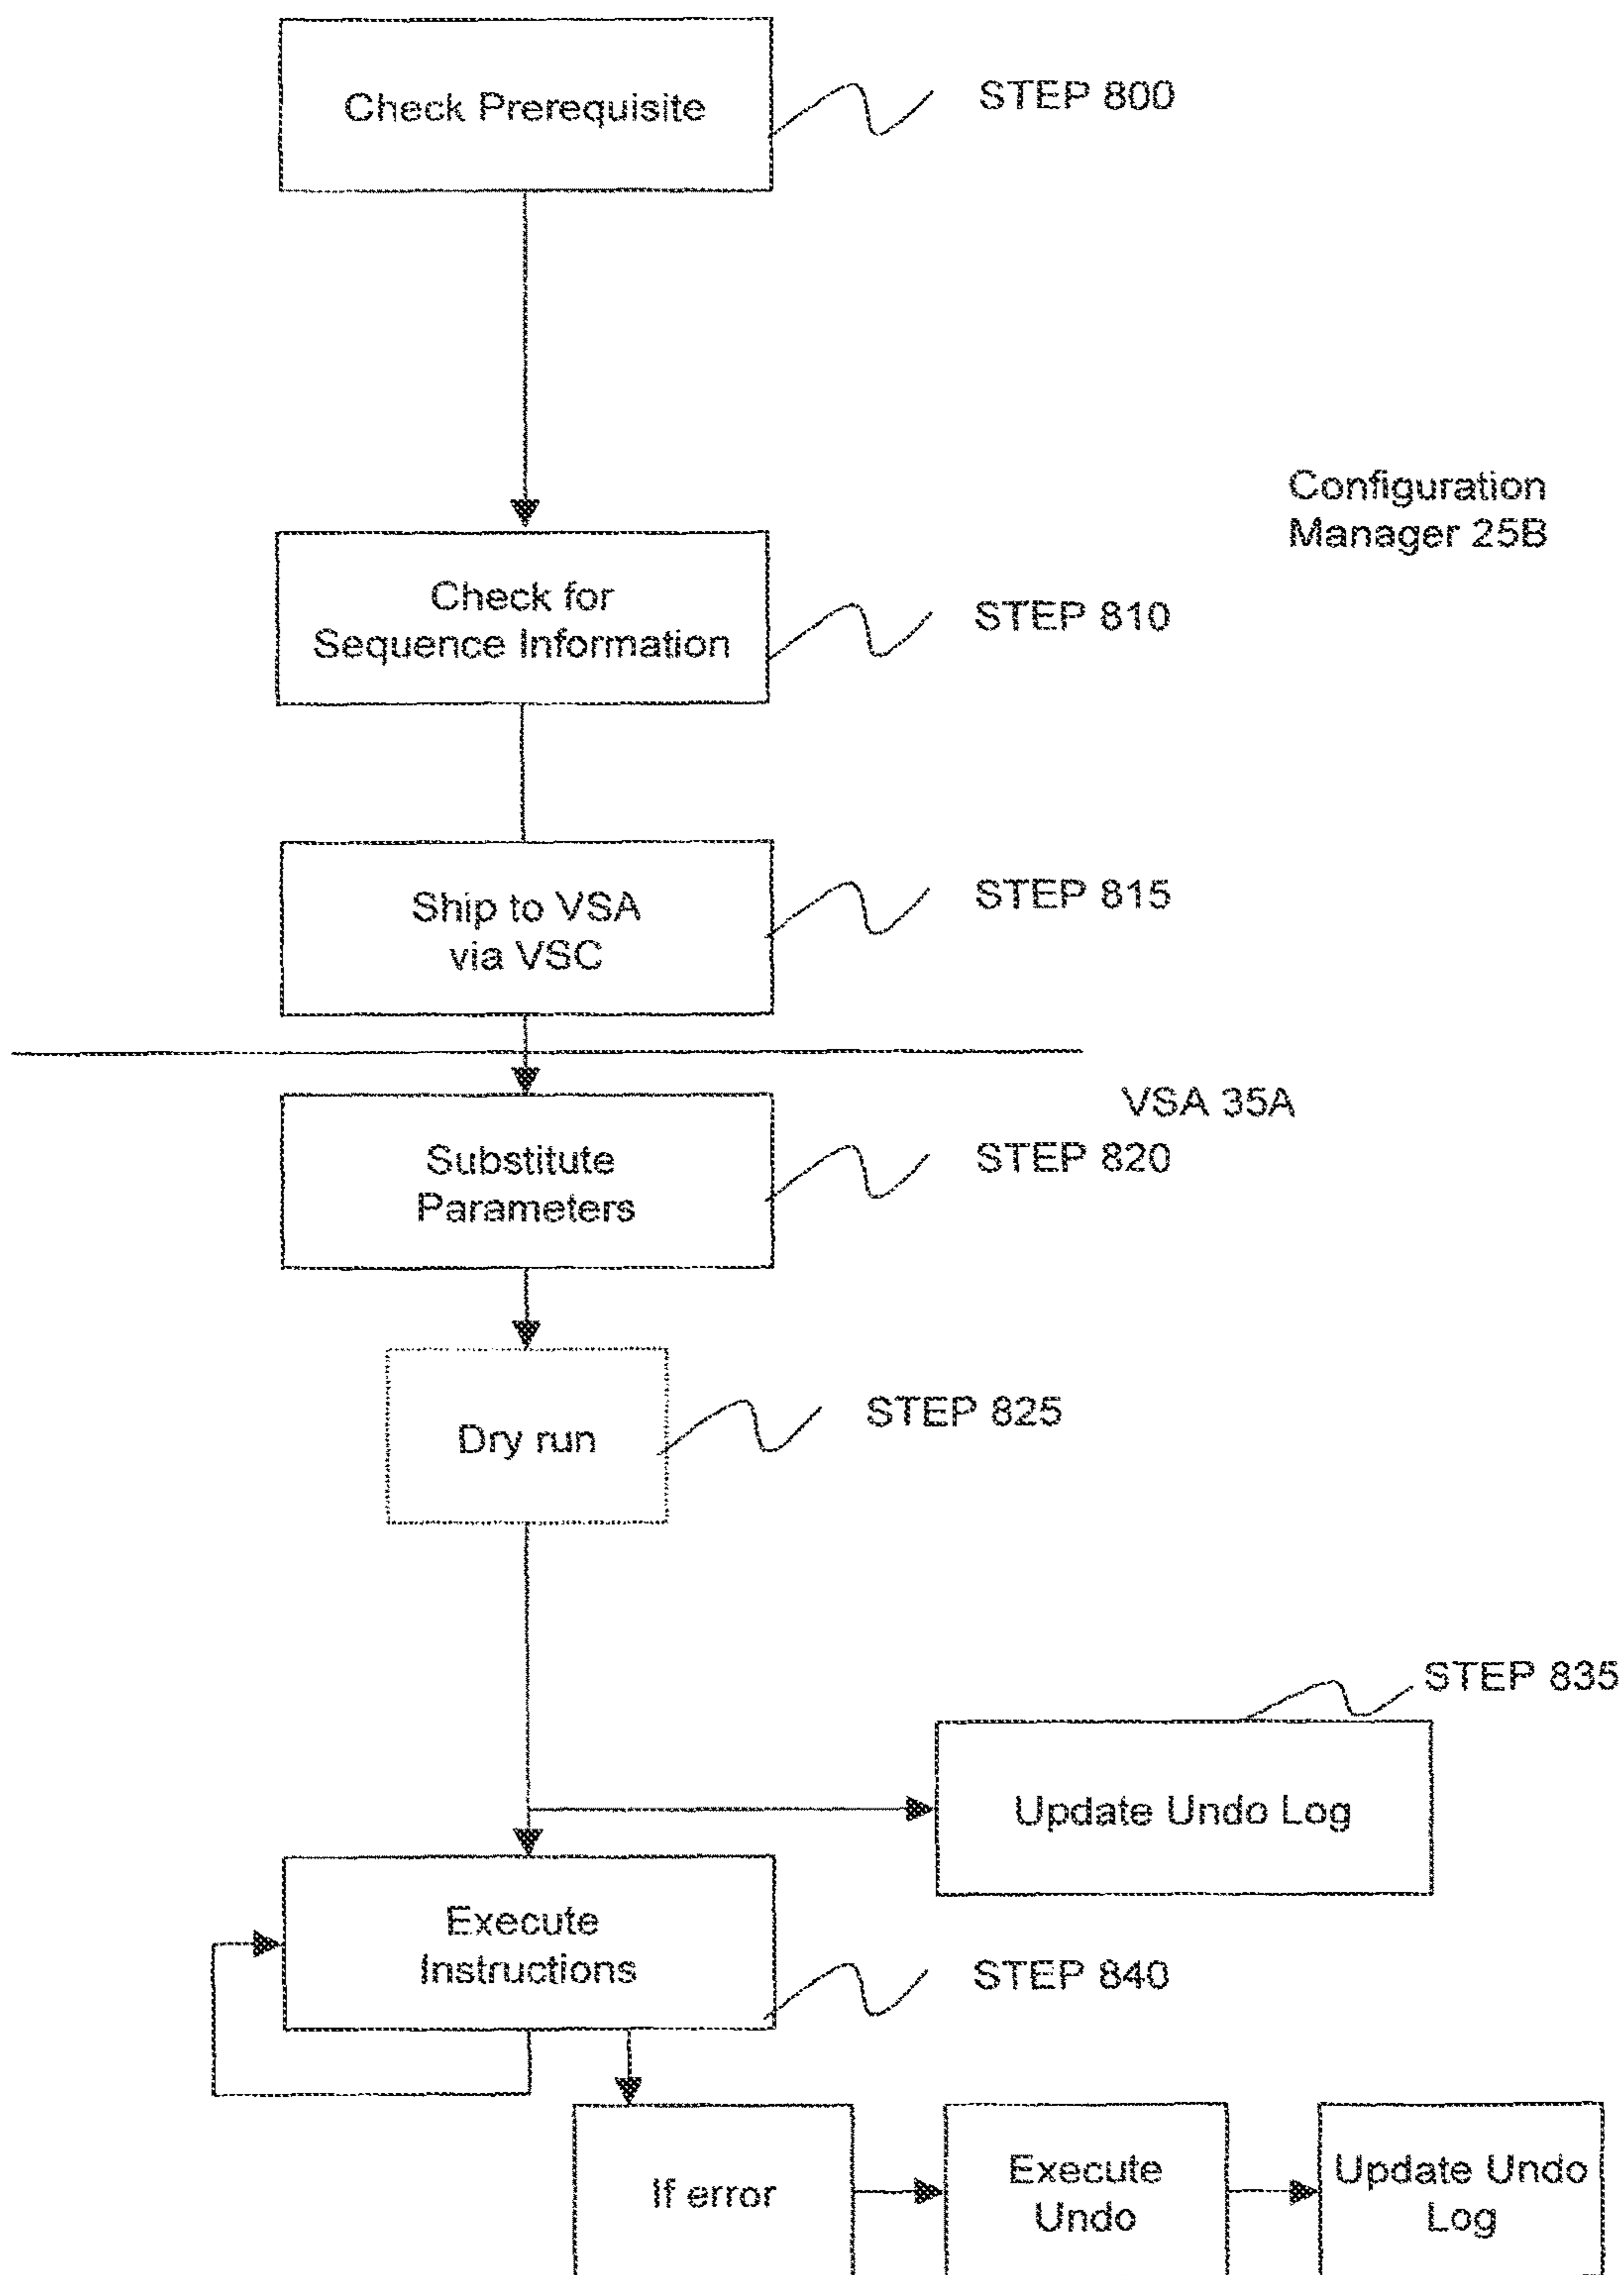 Check Prerequisite
STEP 800
Configuration
Manager 25B
Check for
Sequence Information
STEP 810
Ship to VSA
via VSC
STEP 815
VSA 35A
Substitute
Parameters
STEP 820
Dry run
STEP 825
STEP 835
Update Undo Log
Execute
Instructions
STEP 840
If error
Execute
Undo
Update Undo
Log